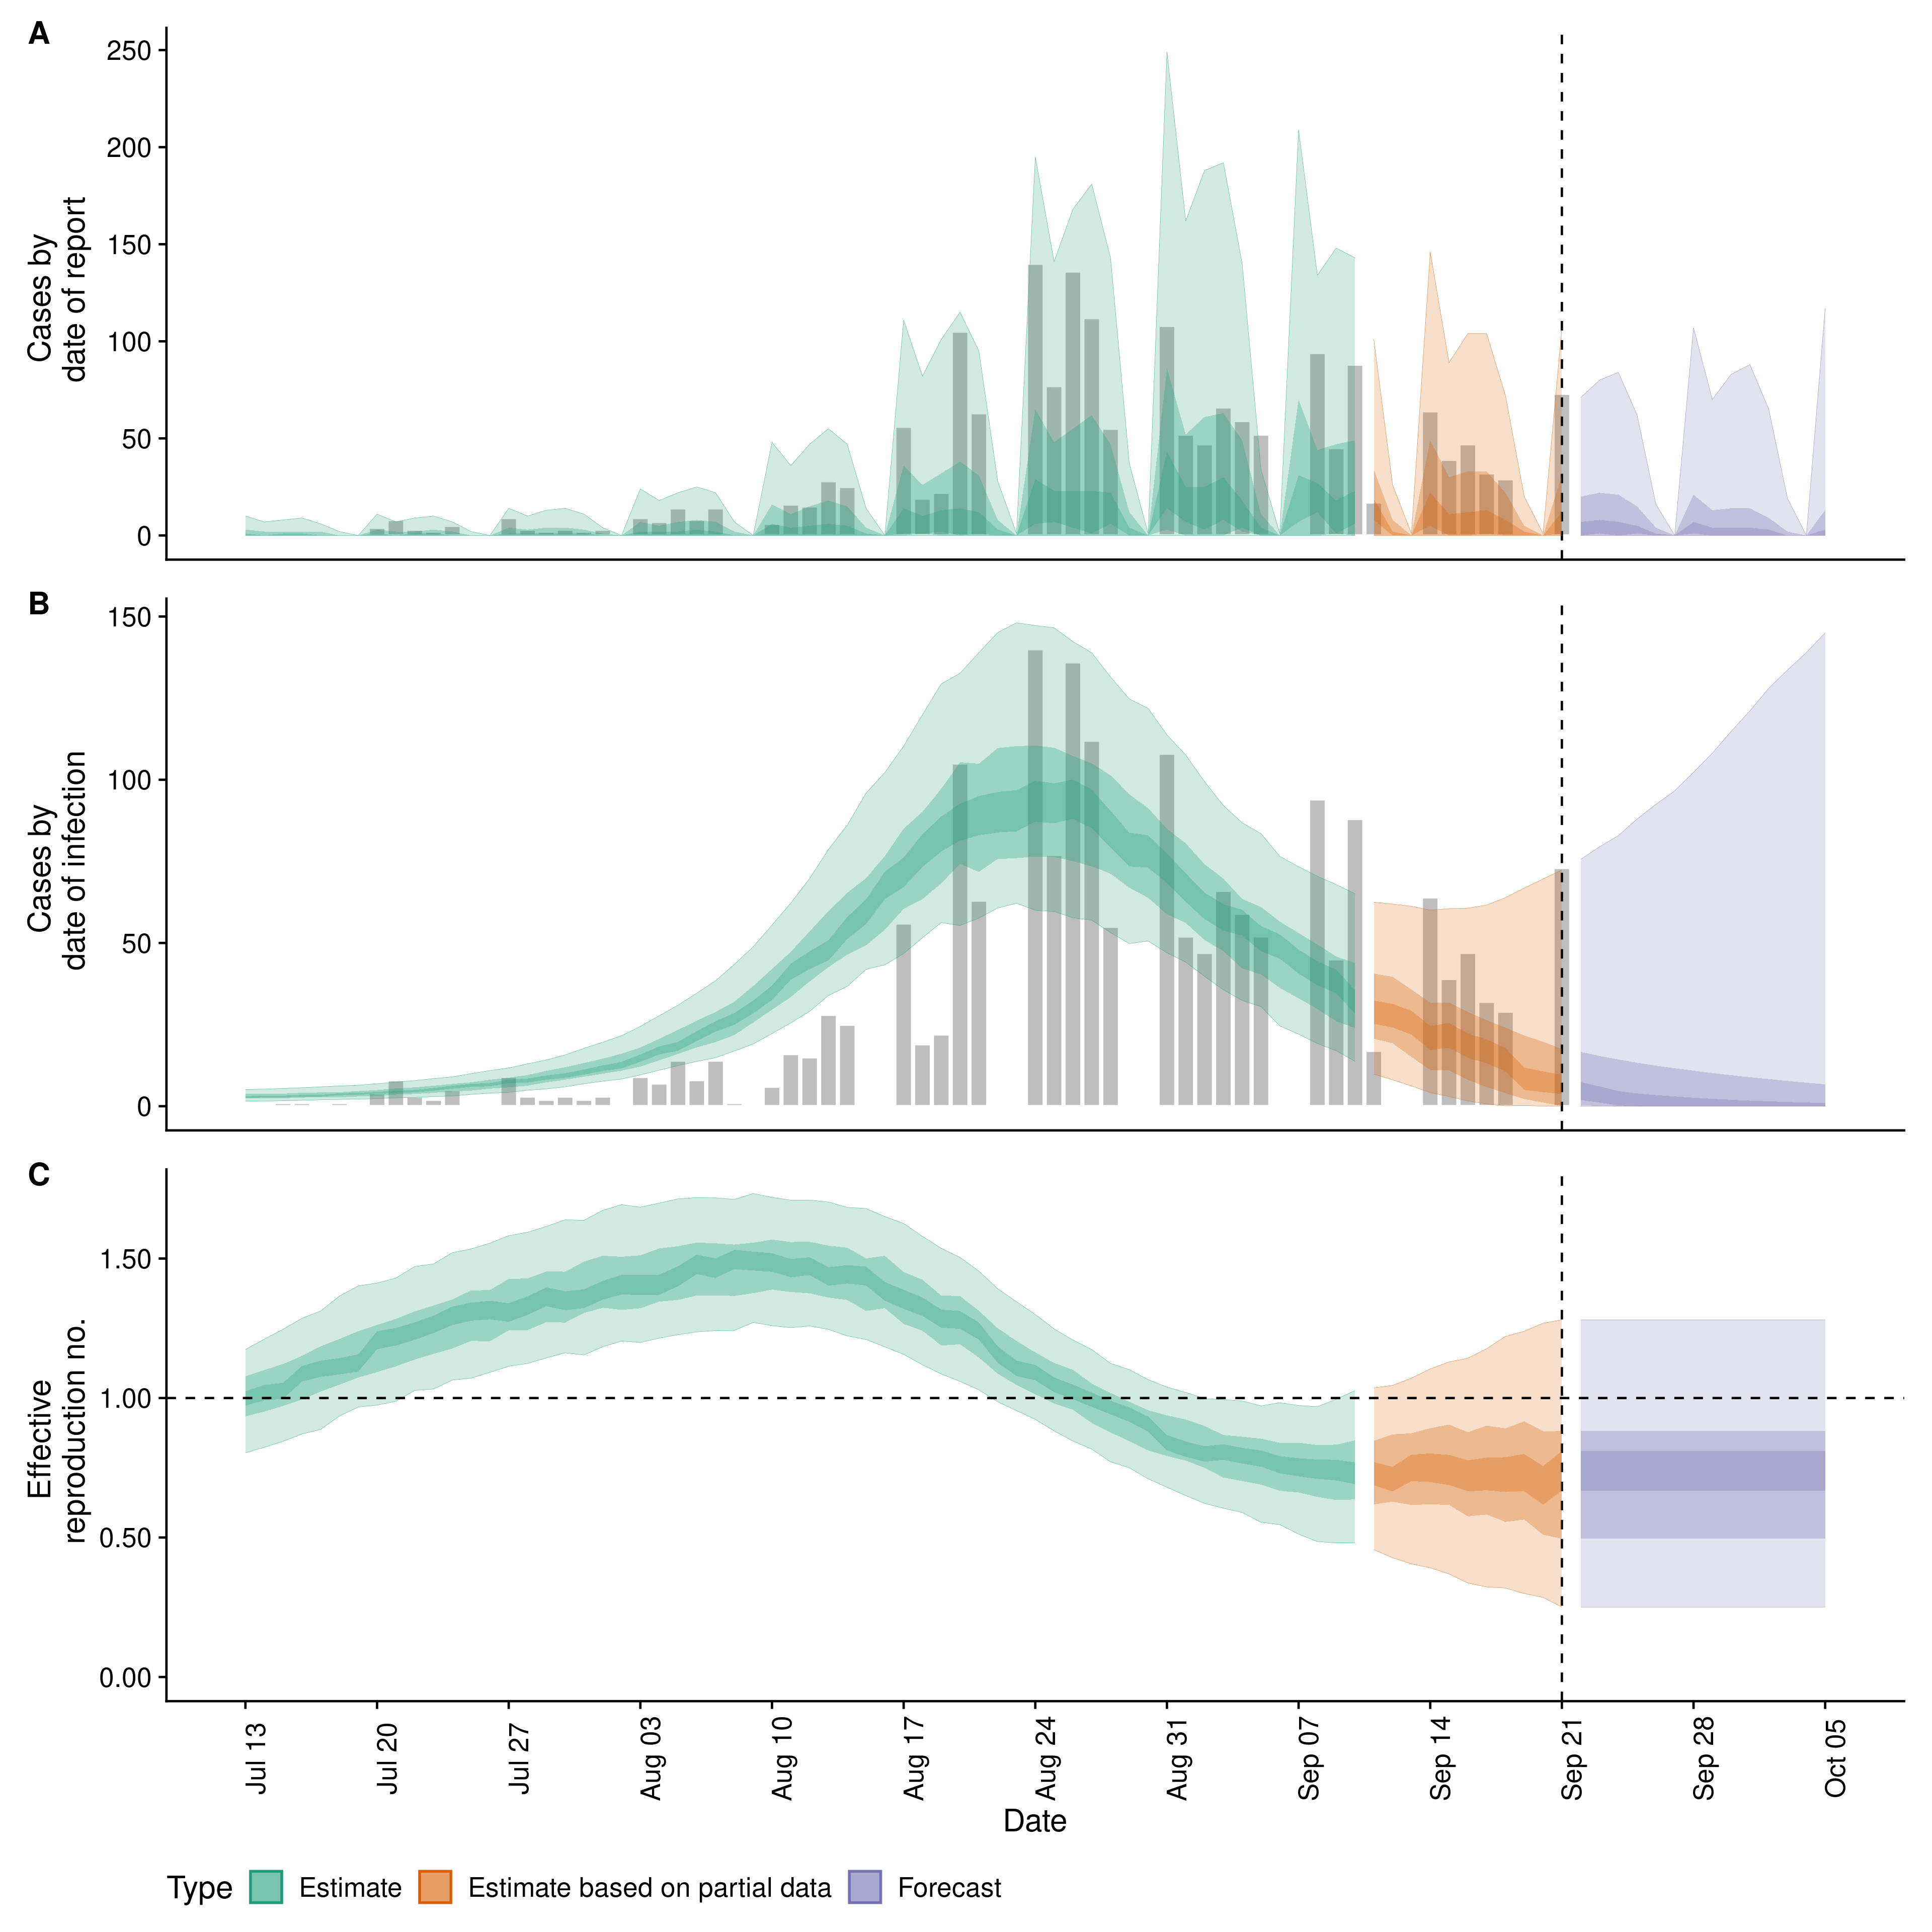 A
250
200
150
100
50
0
Cases by
date of report
B
150
100
50
0
Cases by
date of infection
C
1.50
1.00
0.50
0.00
Effective
reproduction no.
Jul 13
Jul 20
Jul 27
Aug 03
Aug 10
Aug 17
Aug 24
Aug 31
Sep 07
Sep 14
Sep 21
Sep 28
Oct 05
Date
Type Estimate Estimate based on partial data Forecast